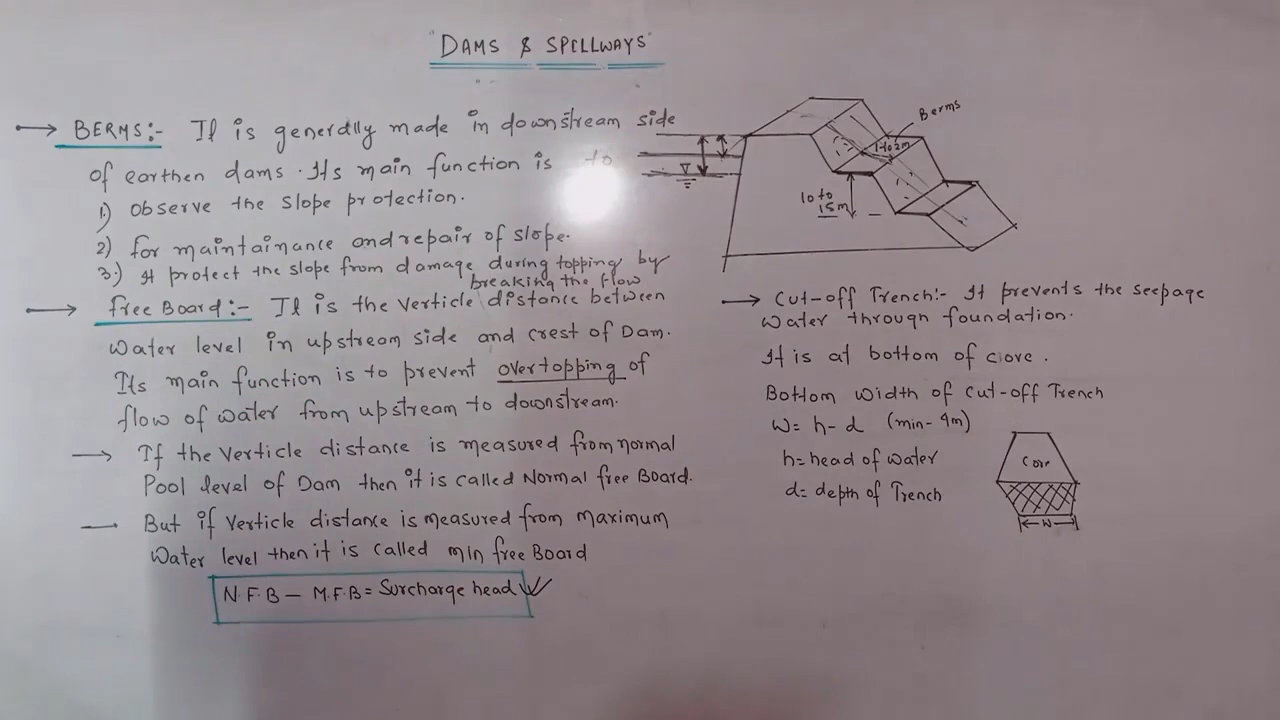 "DAMS & SPILLWAYS"
BERMS:- It is generally made in downstream side
of earthen dams. Its main function is to
1) observe the slope protection.
2) for maintainance and repair of slope.
3.) It protect the slope from damage during topping by
breaking the flow
free Board:- It is the verticle distance between
Water level in upstream side and crest of Dam.
Its main function is to prevent overtopping of
flow of water from upstream to downstream.
If the verticle distance is measured from normal
Pool level of Dam then it is called Normal free Board.
But if verticle distance is measured from maximum
Water level then it is called min free Board
N.F.B - M.F.B = Surcharge head
Berms
1 to 2m
10 to
15m
Cut-off Trench:- It prevents the seepage
Water through foundation.
It is at bottom of core.
Bottom width of cut-off Trench
W= h-d (min- 4m)
h= head of water
d= depth of Trench
Core
W